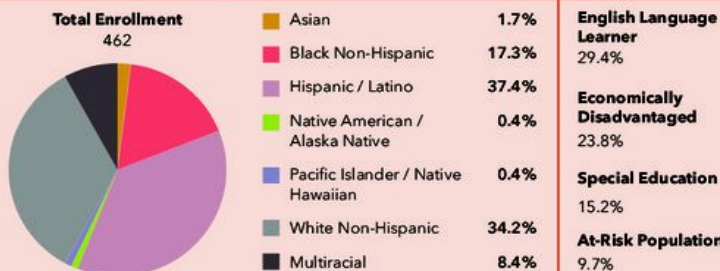 Total Enrollment
462
Asian 1.7%
Black Non-Hispanic 17.3%
Hispanic / Latino 37.4%
Native American / 0.4%
Alaska Native
Pacific Islander / Native 0.4%
Hawaiian
White Non-Hispanic 34.2%
Multiracial 8.4%
English Language
Learner
29.4%
Economically
Disadvantaged
23.8%
Special Education
15.2%
At-Risk Population
9.7%